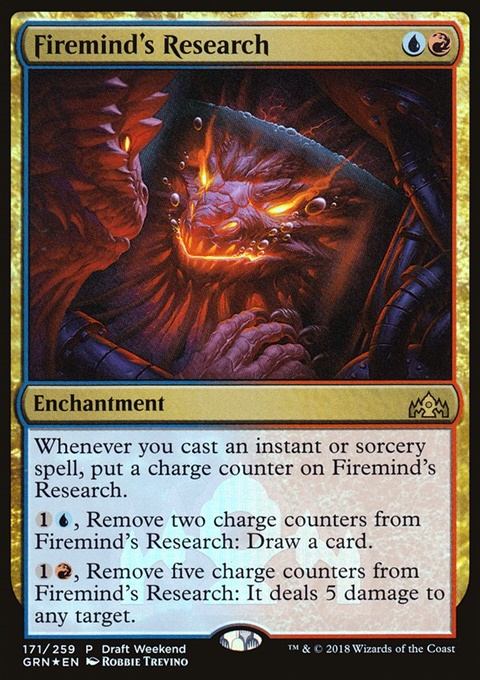 Firemind's Research
Enchantment
Whenever you cast an instant or sorcery
spell, put a charge counter on Firemind's
Research.
1, Remove two charge counters from
Firemind's Research: Draw a card.
1, Remove five charge counters from
Firemind's Research: It deals 5 damage to
any target.
171/259 P Draft Weekend
GRN★EN Robbie Trevino
™ & © 2018 Wizards of the Coast